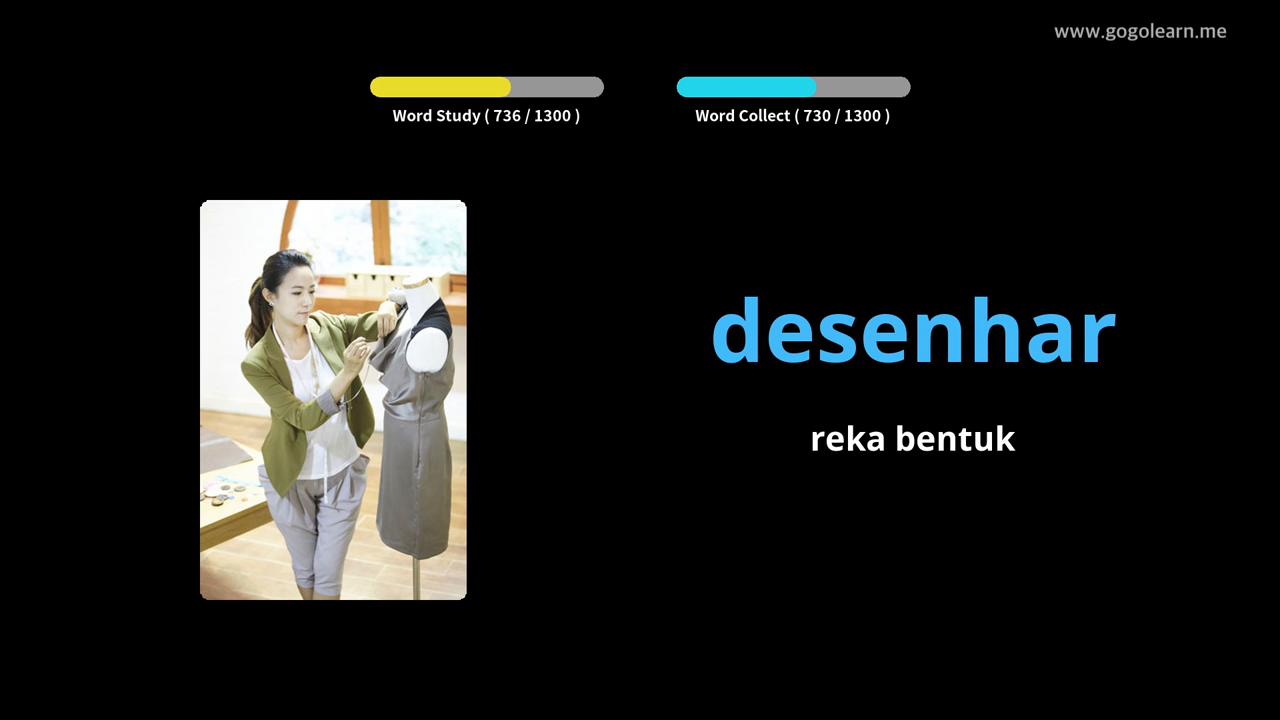 www.gogolearn.me
Word Study ( 736 / 1300 )
Word Collect ( 730 / 1300 )
desenhar
reka bentuk